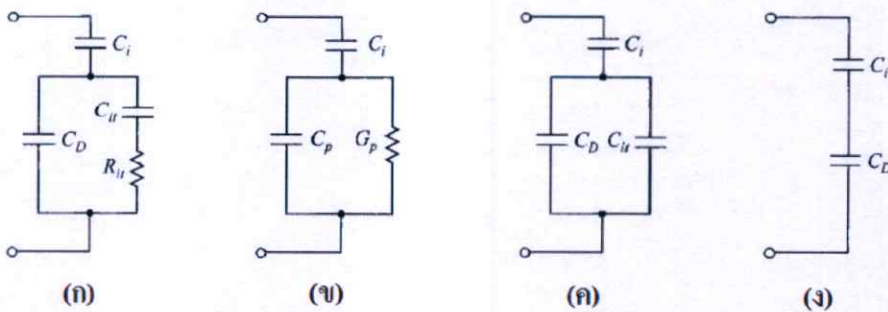 C_i
C_it
C_D
R_it
(ก)
C_i
C_p
G_p
(ข)
C_i
C_D
C_it
(ค)
C_i
C_D
(ง)